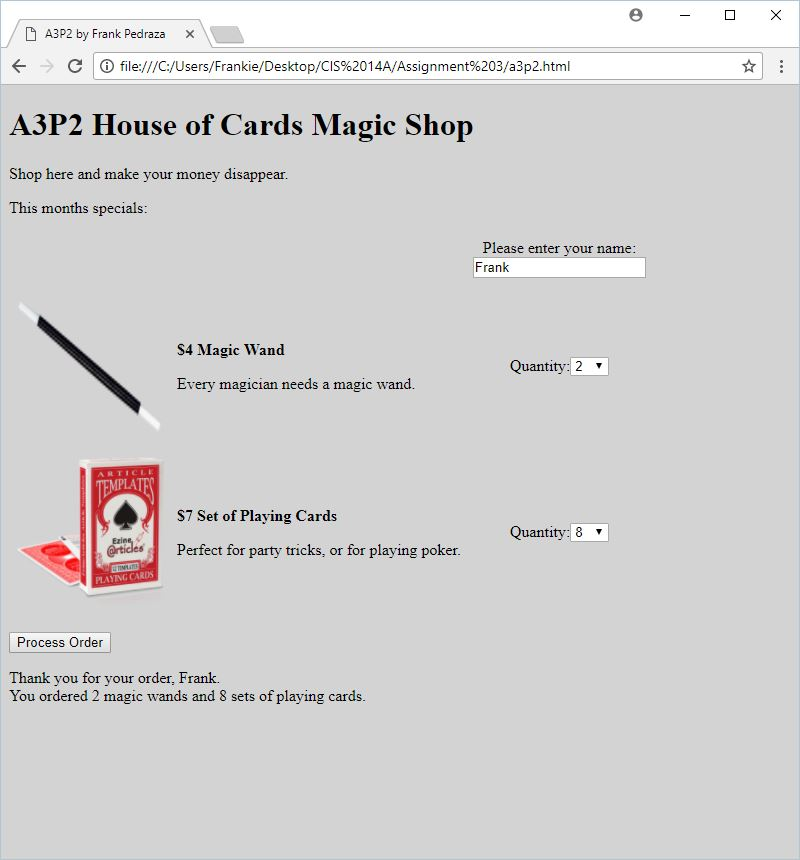 A3P2 by Frank Pedraza
file:///C:/Users/Frankie/Desktop/CIS%2014A/Assignment%203/a3p2.html
A3P2 House of Cards Magic Shop
Shop here and make your money disappear.
This months specials:
Please enter your name:
Frank
$4 Magic Wand
Every magician needs a magic wand.
Quantity: 2
ARTICLE
TEMPLATES
Ezine
@rticles
12 TEMPLATES
PLAYING CARDS
$7 Set of Playing Cards
Perfect for party tricks, or for playing poker.
Quantity: 8
Process Order
Thank you for your order, Frank.
You ordered 2 magic wands and 8 sets of playing cards.